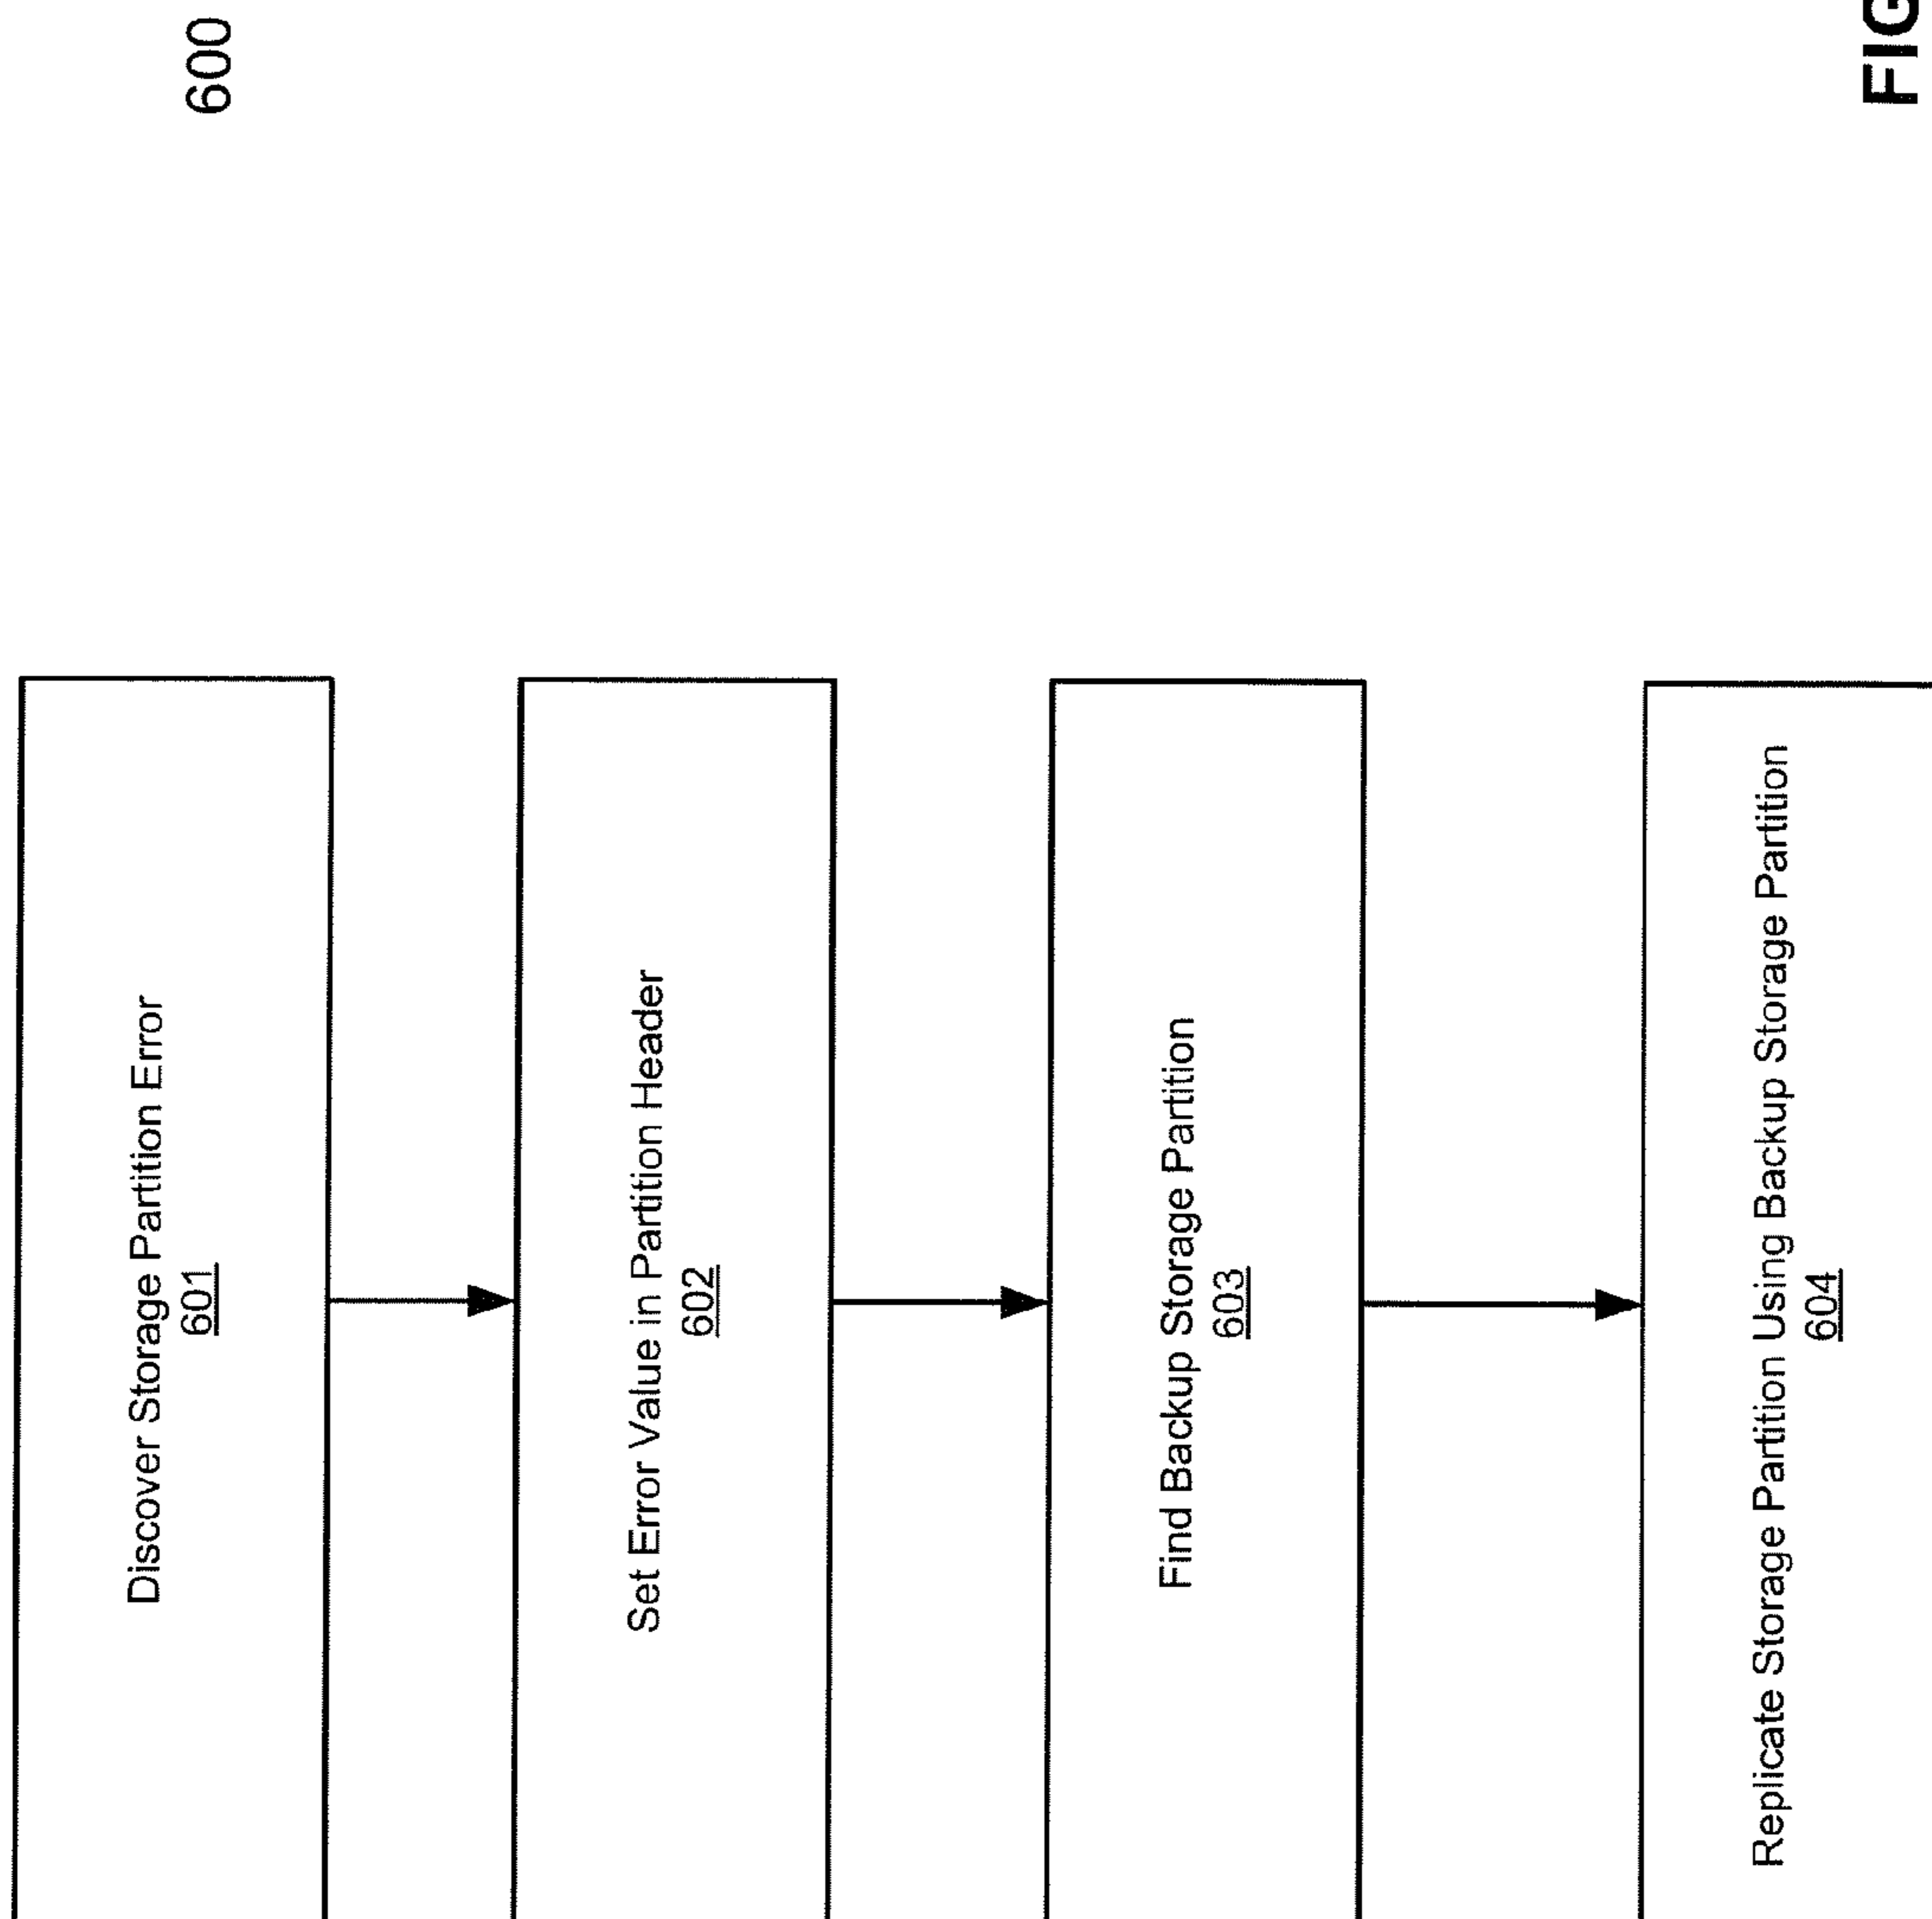 600
Discover Storage Partition Error
601
Set Error Value in Partition Header
602
Find Backup Storage Partition
603
Replicate Storage Partition Using Backup Storage Partition
604
FIG